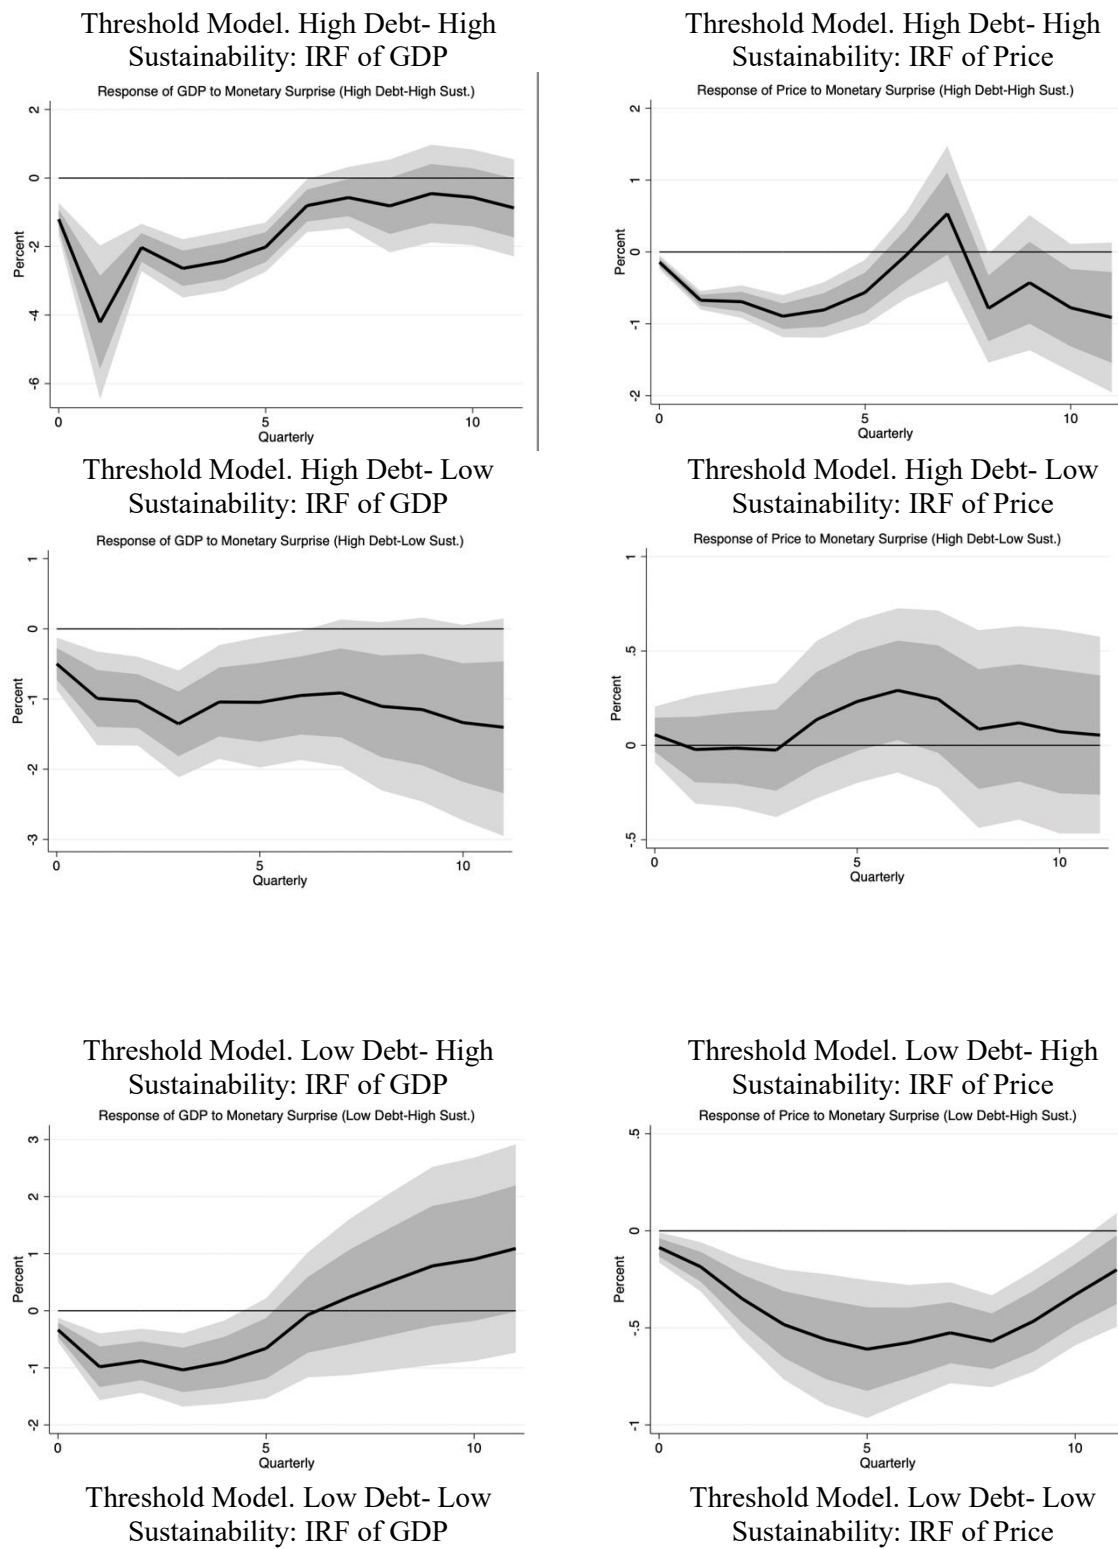 Threshold Model. High Debt- High
Sustainability: IRF of GDP
Response of GDP to Monetary Surprise (High Debt-High Sust.)
2
0
-2
-4
-6
Percent
0 5 10
Quarterly
Threshold Model. High Debt- High
Sustainability: IRF of Price
Response of Price to Monetary Surprise (High Debt-High Sust.)
2
1
0
-1
-2
Percent
0 5 10
Quarterly
Threshold Model. High Debt- Low
Sustainability: IRF of GDP
Response of GDP to Monetary Surprise (High Debt-Low Sust.)
1
0
-1
-2
-3
Percent
0 5 10
Quarterly
Threshold Model. High Debt- Low
Sustainability: IRF of Price
Response of Price to Monetary Surprise (High Debt-Low Sust.)
1
.5
0
-.5
Percent
0 5 10
Quarterly
Threshold Model. Low Debt- High
Sustainability: IRF of GDP
Response of GDP to Monetary Surprise (Low Debt-High Sust.)
3
2
1
0
-1
-2
Percent
0 5 10
Quarterly
Threshold Model. Low Debt- High
Sustainability: IRF of Price
Response of Price to Monetary Surprise (Low Debt-High Sust.)
.5
0
-.5
-1
Percent
0 5 10
Quarterly
Threshold Model. Low Debt- Low
Sustainability: IRF of GDP
Threshold Model. Low Debt- Low
Sustainability: IRF of Price